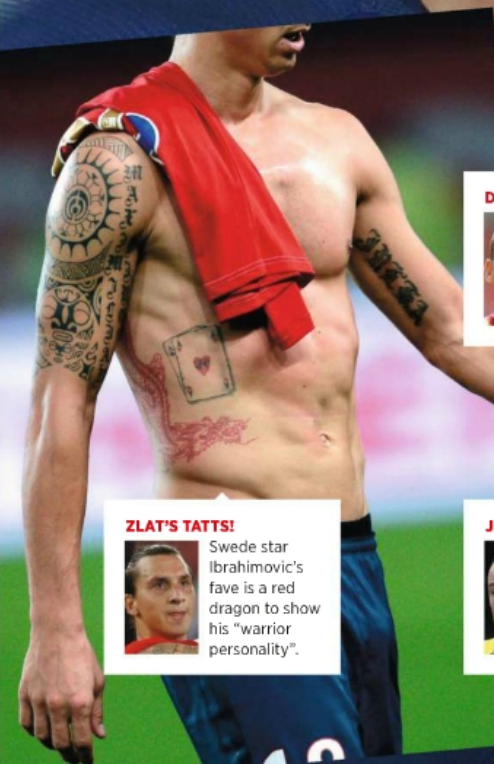 D
ZLAT'S TATTS!
Swede star
Ibrahimovic's
fave is a red
dragon to show
his "warrior
personality".
J